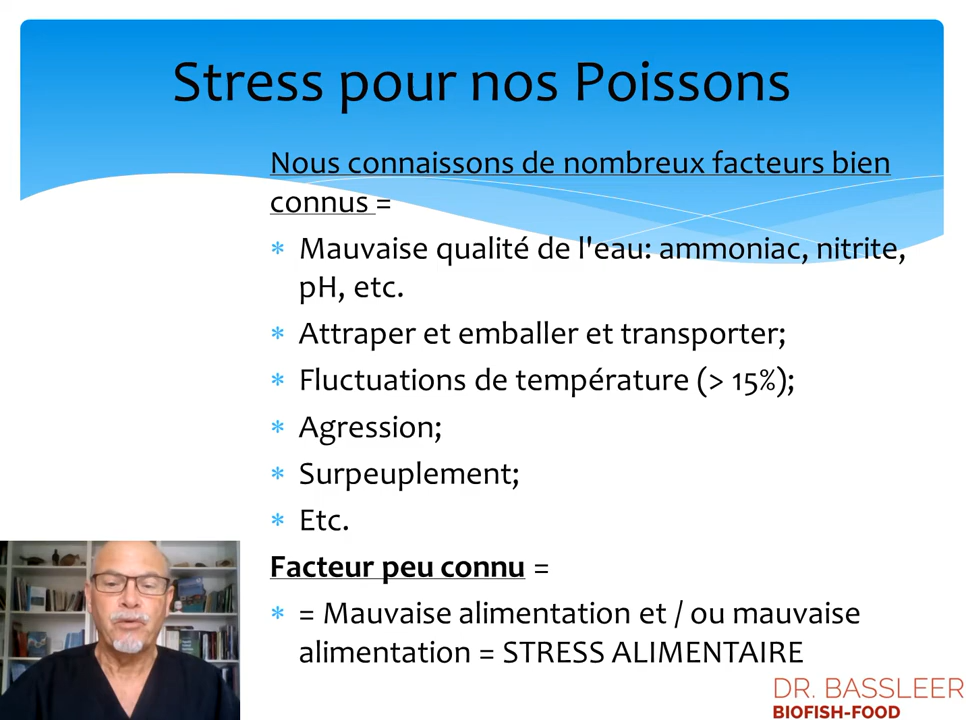 Stress pour nos Poissons
Nous connaissons de nombreux facteurs bien
connus =
* Mauvaise qualité de l'eau: ammoniac, nitrite,
pH, etc.
* Attraper et emballer et transporter;
* Fluctuations de température (> 15%);
* Agression;
* Surpeuplement;
* Etc.
Facteur peu connu =
* = Mauvaise alimentation et / ou mauvaise
alimentation = STRESS ALIMENTAIRE
DR. BASSLEER
BIOFISH-FOOD